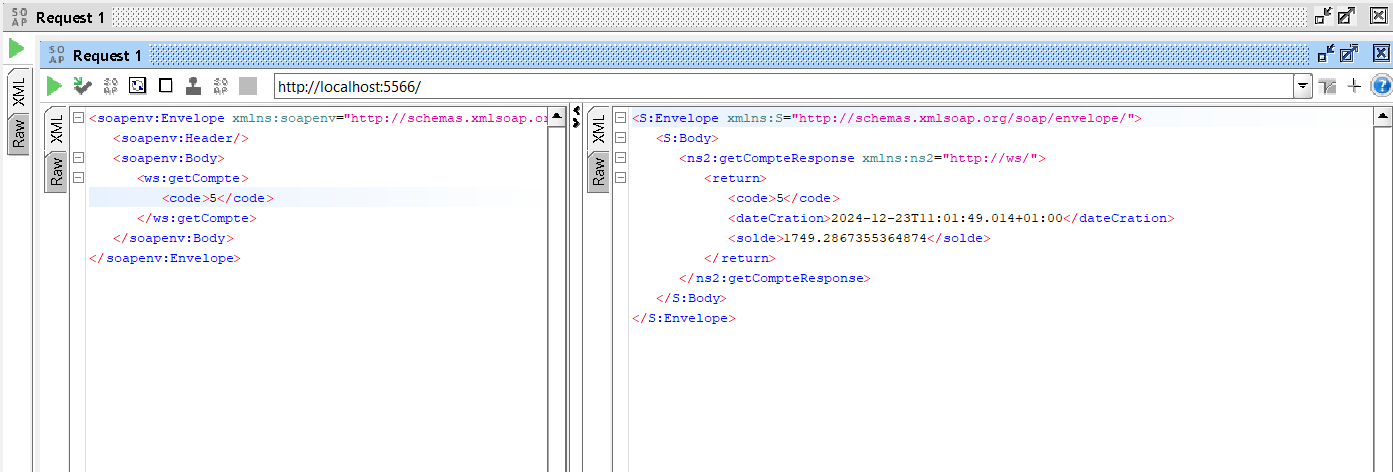 SO
AP
Request 1
SO
AP
Request 1
http://localhost:5566/
XML
Raw
XML
Raw
<soapenv:Envelope xmlns:soapenv="http://schemas.xmlsoap.or
<soapenv:Header/>
<soapenv:Body>
<ws:getCompte>
<code>5</code>
</ws:getCompte>
</soapenv:Body>
</soapenv:Envelope>
XML
Raw
<S:Envelope xmlns:S="http://schemas.xmlsoap.org/soap/envelope/">
<S:Body>
<ns2:getCompteResponse xmlns:ns2="http://ws/">
<return>
<code>5</code>
<dateCration>2024-12-23T11:01:49.014+01:00</dateCration>
<solde>1749.2867355364874</solde>
</return>
</ns2:getCompteResponse>
</S:Body>
</S:Envelope>